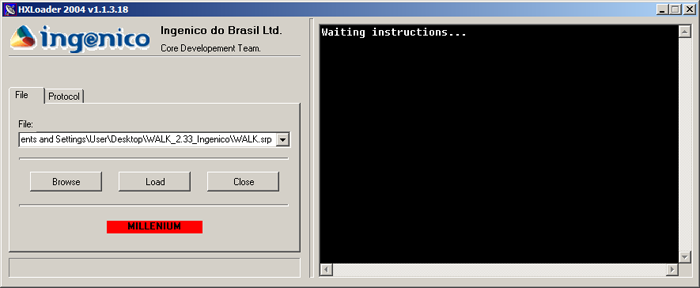 HXLoader 2004 v1.1.3.18
ingenico
Ingenico do Brasil Ltd.
Core Developement Team.
File
Protocol
File:
ents and Settings\User\Desktop\WALK_2.33_Ingenico\WALK.srp
Browse
Load
Close
MILLENIUM
Waiting instructions...